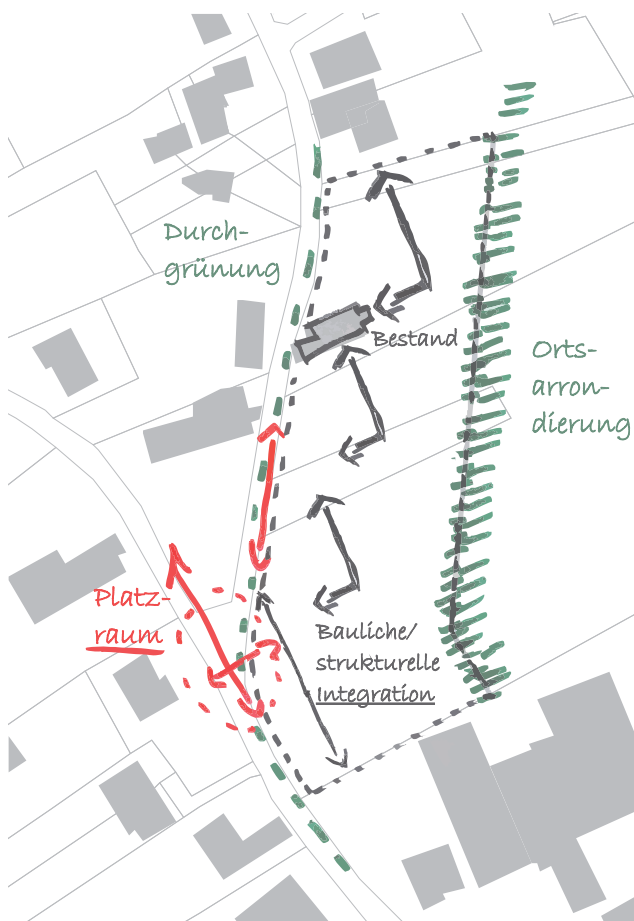 Durch-
grünung
Bestand
Orts-
arron-
dierung
Platz-
raum
Bauliche/
strukturelle
Integration